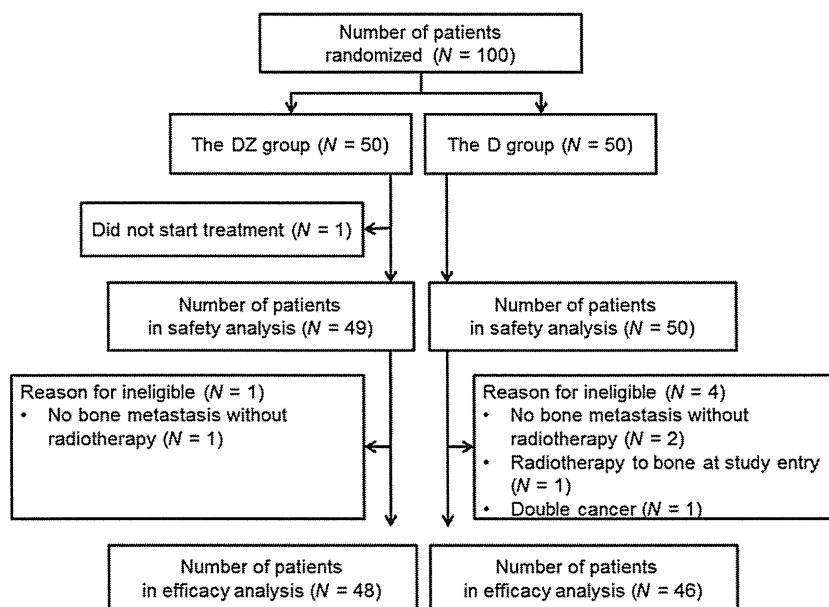 Number of patients
randomized (N = 100)
The DZ group (N = 50)
The D group (N = 50)
Did not start treatment (N = 1)
Number of patients
in safety analysis (N = 49)
Number of patients
in safety analysis (N = 50)
Reason for ineligible (N = 1)
• No bone metastasis without
radiotherapy (N = 1)
Reason for ineligible (N = 4)
• No bone metastasis without
radiotherapy (N = 2)
• Radiotherapy to bone at study entry
(N = 1)
• Double cancer (N = 1)
Number of patients
in efficacy analysis (N = 48)
Number of patients
in efficacy analysis (N = 46)